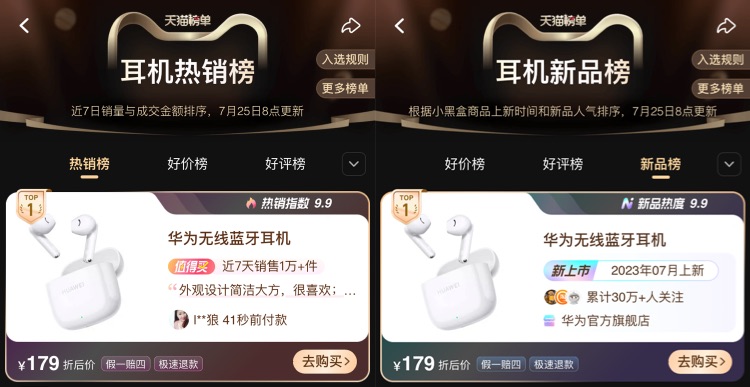 天猫榜单
耳机热销榜
入选规则
更多榜单
近7日销量与成交金额排序，7月25日8点更新
热销榜
好价榜
好评榜
TOP
1
热销指数 9.9
华为无线蓝牙耳机
值得买 近7天销售1万+件
外观设计简洁大方，很喜欢；...
l**狼 41秒前付款
HUAWEI
¥179 折后价 假一赔四 极速退款
去购买
天猫榜单
耳机新品榜
入选规则
更多榜单
根据小黑盒商品上新时间和新品人气排序，7月25日8点更新
好价榜
好评榜
新品榜
TOP
1
新品热度 9.9
华为无线蓝牙耳机
新上市 2023年07月上新
累计30万+人关注
华为官方旗舰店
HUAWEI
¥179 折后价 假一赔四 极速退款
去购买